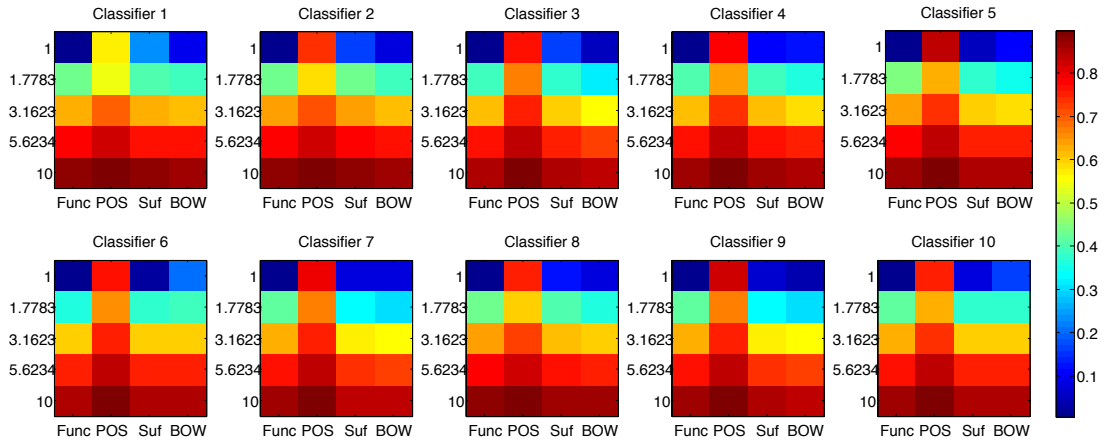 Classifier 1
Classifier 2
Classifier 3
Classifier 4
Classifier 5
1
1.7783
3.1623
5.6234
10
Func POS Suf BOW
1
1.7783
3.1623
5.6234
10
Func POS Suf BOW
1
1.7783
3.1623
5.6234
10
Func POS Suf BOW
1
1.7783
3.1623
5.6234
10
Func POS Suf BOW
1
1.7783
3.1623
5.6234
10
Func POS Suf BOW
Classifier 6
Classifier 7
Classifier 8
Classifier 9
Classifier 10
1
1.7783
3.1623
5.6234
10
Func POS Suf BOW
1
1.7783
3.1623
5.6234
10
Func POS Suf BOW
1
1.7783
3.1623
5.6234
10
Func POS Suf BOW
1
1.7783
3.1623
5.6234
10
Func POS Suf BOW
1
1.7783
3.1623
5.6234
10
Func POS Suf BOW
0.8
0.7
0.6
0.5
0.4
0.3
0.2
0.1